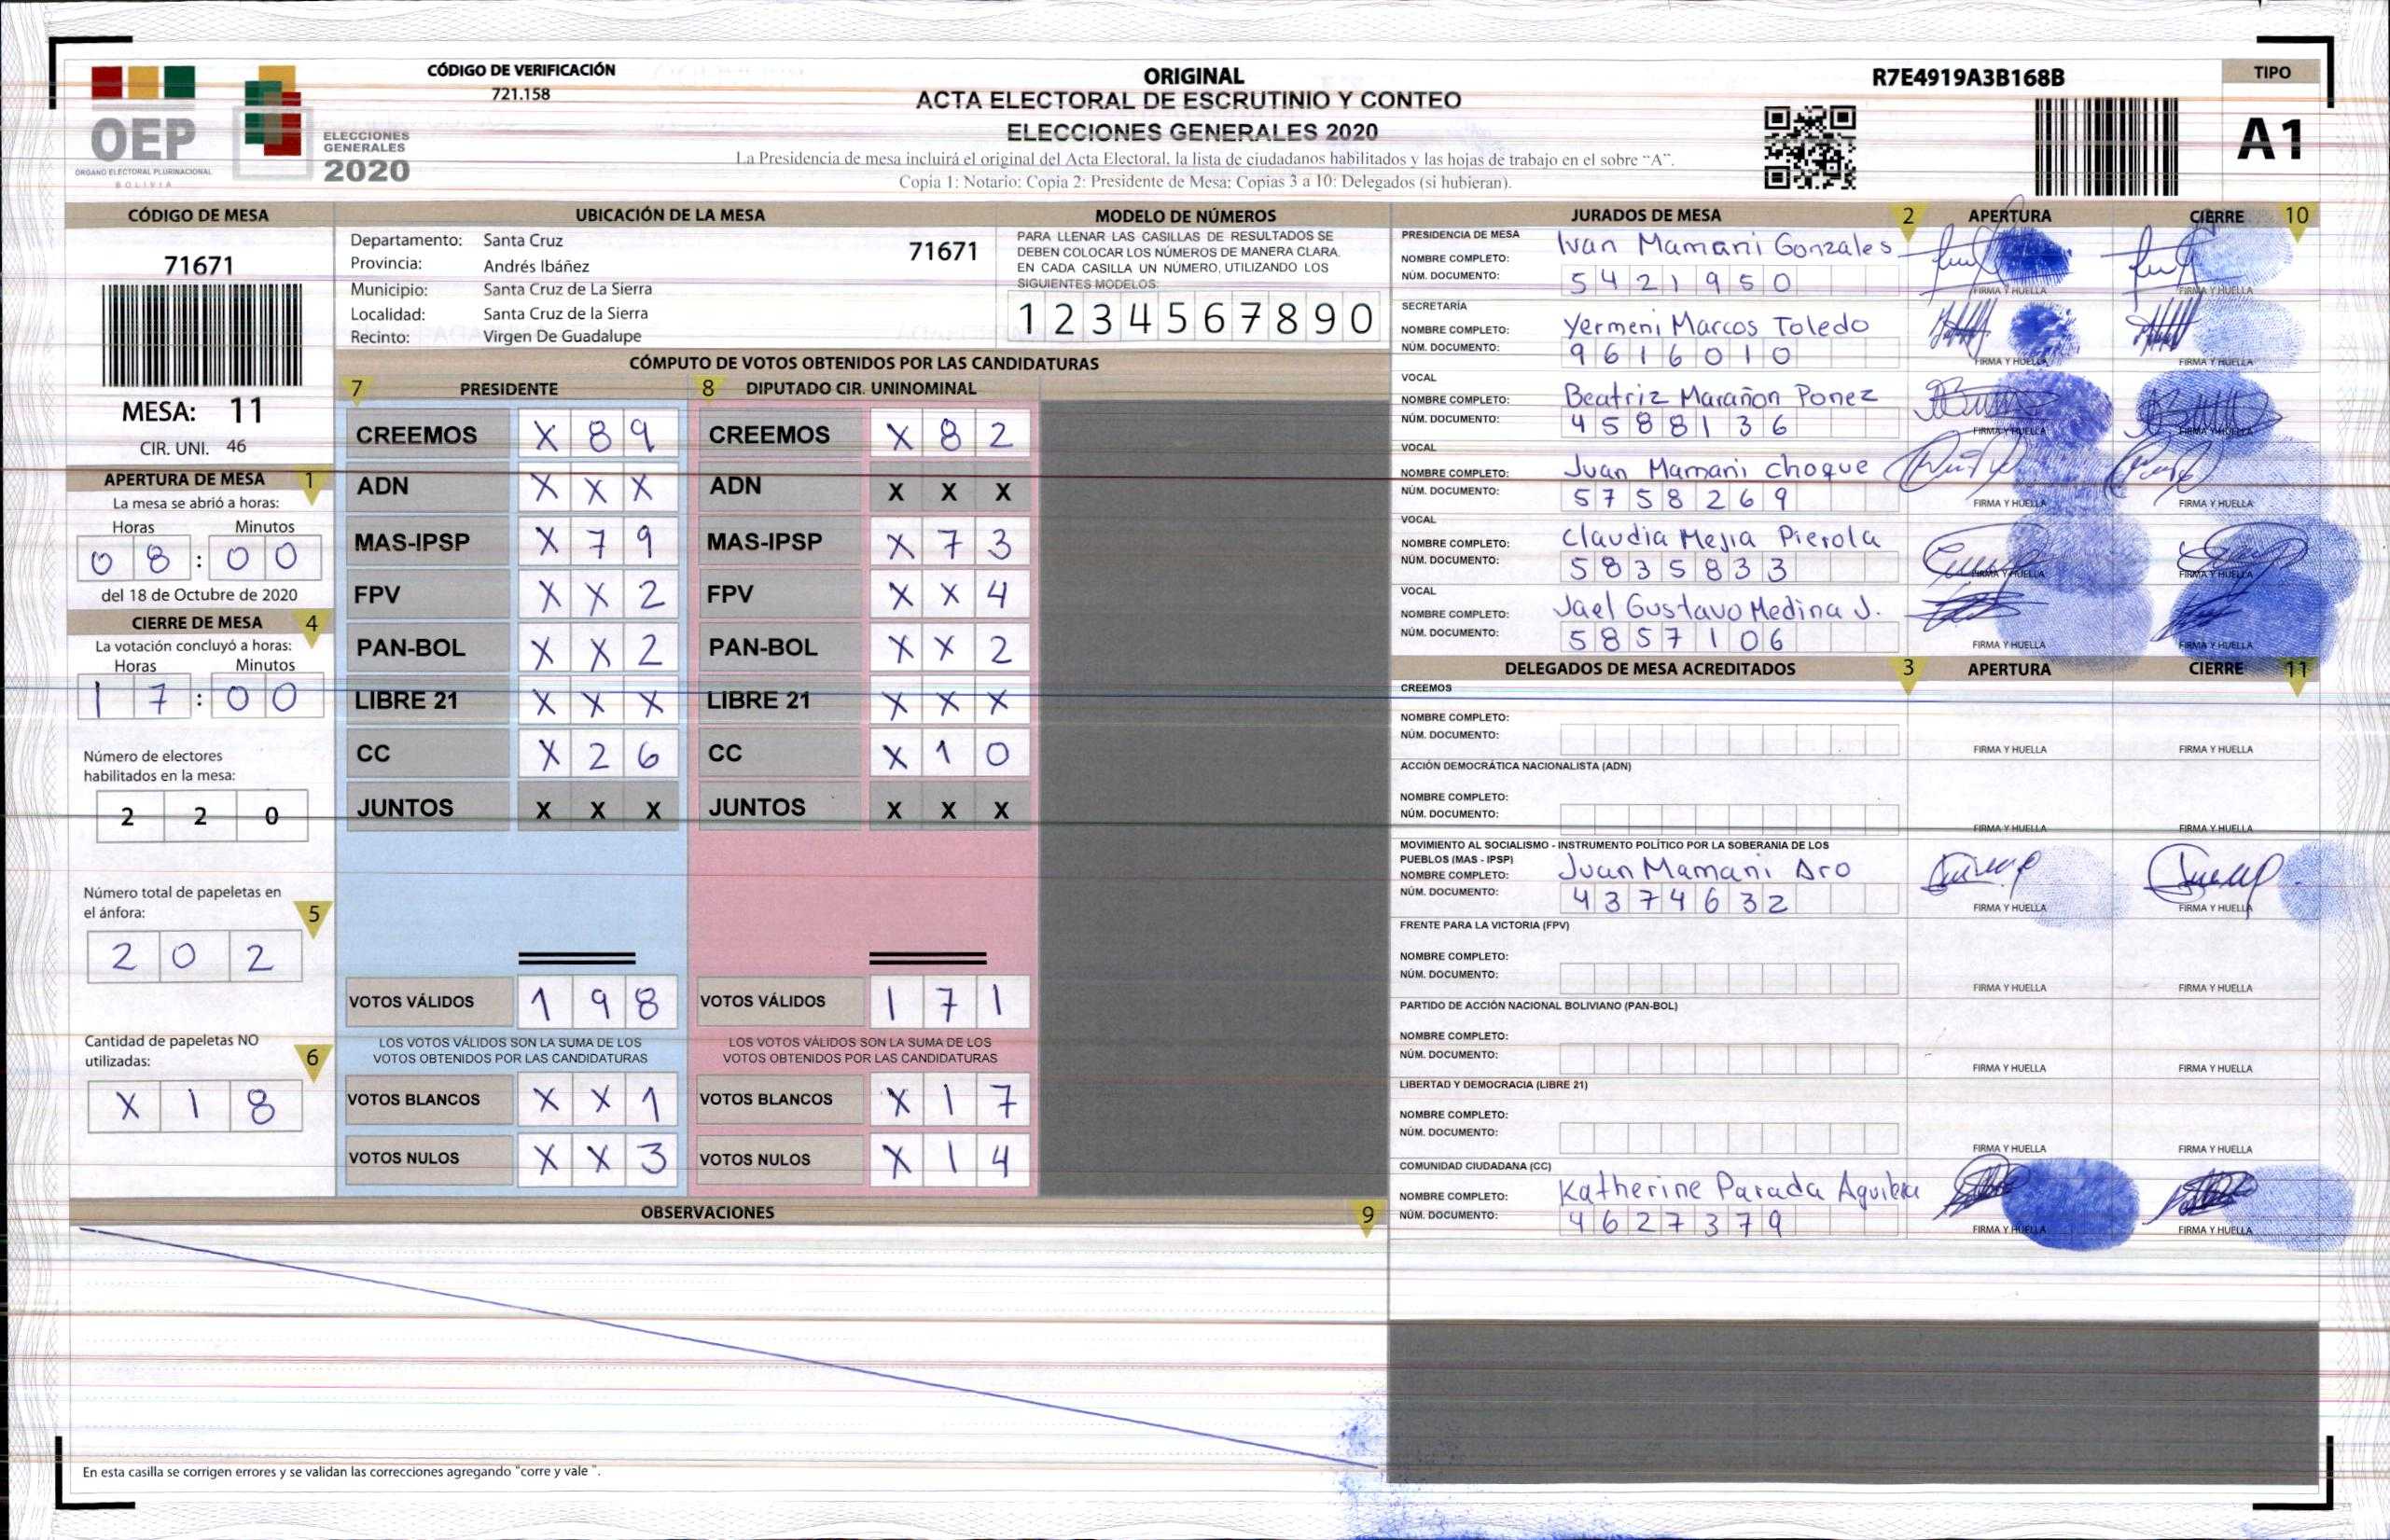 CÓDIGO DE VERIFICACIÓN
721.158
OEP
ÓRGANO ELECTORAL PLURINACIONAL
BOLIVIA
ELECCIONES
GENERALES
2020
ORIGINAL
ACTA ELECTORAL DE ESCRUTINIO Y CONTEO
ELECCIONES GENERALES 2020
La Presidencia de mesa incluirá el original del Acta Electoral, la lista de ciudadanos habilitados y las hojas de trabajo en el sobre "A".
Copia 1: Notario: Copia 2: Presidente de Mesa: Copias 3 a 10: Delegados (si hubieran).
R7E4919A3B168B
TIPO
A1
CÓDIGO DE MESA
71671
MESA: 11
CIR. UNI. 46
APERTURA DE MESA 1
La mesa se abrió a horas:
Horas Minutos
08:00
del 18 de Octubre de 2020
CIERRE DE MESA 4
La votación concluyó a horas:
Horas Minutos
17:00
Número de electores
habilitados en la mesa:
2 2 0
Número total de papeletas en
el ánfora: 5
2 0 2
Cantidad de papeletas NO
utilizadas: 6
X 1 8
UBICACIÓN DE LA MESA
Departamento: Santa Cruz
71671
Provincia: Andrés Ibáñez
Municipio: Santa Cruz de La Sierra
Localidad: Santa Cruz de la Sierra
Recinto: Virgen De Guadalupe
MODELO DE NÚMEROS
PARA LLENAR LAS CASILLAS DE RESULTADOS SE
DEBEN COLOCAR LOS NÚMEROS DE MANERA CLARA.
EN CADA CASILLA UN NÚMERO, UTILIZANDO LOS
SIGUIENTES MODELOS:
1 2 3 4 5 6 7 8 9 0
CÓMPUTO DE VOTOS OBTENIDOS POR LAS CANDIDATURAS
7 PRESIDENTE 8 DIPUTADO CIR. UNINOMINAL
CREEMOS X 8 9 CREEMOS X 8 2
ADN X X X ADN X X X
MAS-IPSP X 7 9 MAS-IPSP X 7 3
FPV X X 2 FPV X X 4
PAN-BOL X X 2 PAN-BOL X X 2
LIBRE 21 X X X LIBRE 21 X X X
CC X 2 6 CC X 1 0
JUNTOS X X X JUNTOS X X X
VOTOS VÁLIDOS 1 9 8 VOTOS VÁLIDOS 1 7 1
LOS VOTOS VÁLIDOS SON LA SUMA DE LOS LOS VOTOS VÁLIDOS SON LA SUMA DE LOS
VOTOS OBTENIDOS POR LAS CANDIDATURAS VOTOS OBTENIDOS POR LAS CANDIDATURAS
VOTOS BLANCOS X X 1 VOTOS BLANCOS X 1 7
VOTOS NULOS X X 3 VOTOS NULOS X 1 4
OBSERVACIONES 9
En esta casilla se corrigen errores y se validan las correcciones agregando "corre y vale ".
JURADOS DE MESA 2 APERTURA CIERRE 10
PRESIDENCIA DE MESA
NOMBRE COMPLETO: Ivan Mamani Gonzales
NÚM. DOCUMENTO: 5421950
FIRMA Y HUELLA FIRMA Y HUELLA
SECRETARÍA
NOMBRE COMPLETO: Yermeni Marcos Toledo
NÚM. DOCUMENTO: 9616010
FIRMA Y HUELLA FIRMA Y HUELLA
VOCAL
NOMBRE COMPLETO: Beatriz Marañon Ponez
NÚM. DOCUMENTO: 4588136
FIRMA Y HUELLA FIRMA Y HUELLA
VOCAL
NOMBRE COMPLETO: Juan Mamani choque
NÚM. DOCUMENTO: 5758269
FIRMA Y HUELLA FIRMA Y HUELLA
VOCAL
NOMBRE COMPLETO: Claudia Mejia Pierola
NÚM. DOCUMENTO: 5835833
FIRMA Y HUELLA FIRMA Y HUELLA
VOCAL
NOMBRE COMPLETO: Jael Gustavo Medina J.
NÚM. DOCUMENTO: 5857106
FIRMA Y HUELLA FIRMA Y HUELLA
DELEGADOS DE MESA ACREDITADOS 3 APERTURA CIERRE 11
CREEMOS
NOMBRE COMPLETO:
NÚM. DOCUMENTO:
FIRMA Y HUELLA FIRMA Y HUELLA
ACCIÓN DEMOCRÁTICA NACIONALISTA (ADN)
NOMBRE COMPLETO:
NÚM. DOCUMENTO:
FIRMA Y HUELLA FIRMA Y HUELLA
MOVIMIENTO AL SOCIALISMO - INSTRUMENTO POLÍTICO POR LA SOBERANIA DE LOS
PUEBLOS (MAS - IPSP)
NOMBRE COMPLETO: Juan Mamani Aro
NÚM. DOCUMENTO: 4374632
FIRMA Y HUELLA FIRMA Y HUELLA
FRENTE PARA LA VICTORIA (FPV)
NOMBRE COMPLETO:
NÚM. DOCUMENTO:
FIRMA Y HUELLA FIRMA Y HUELLA
PARTIDO DE ACCIÓN NACIONAL BOLIVIANO (PAN-BOL)
NOMBRE COMPLETO:
NÚM. DOCUMENTO:
FIRMA Y HUELLA FIRMA Y HUELLA
LIBERTAD Y DEMOCRACIA (LIBRE 21)
NOMBRE COMPLETO:
NÚM. DOCUMENTO:
FIRMA Y HUELLA FIRMA Y HUELLA
COMUNIDAD CIUDADANA (CC)
NOMBRE COMPLETO: Katherine Parada Aguilera
NÚM. DOCUMENTO: 4627379
FIRMA Y HUELLA FIRMA Y HUELLA